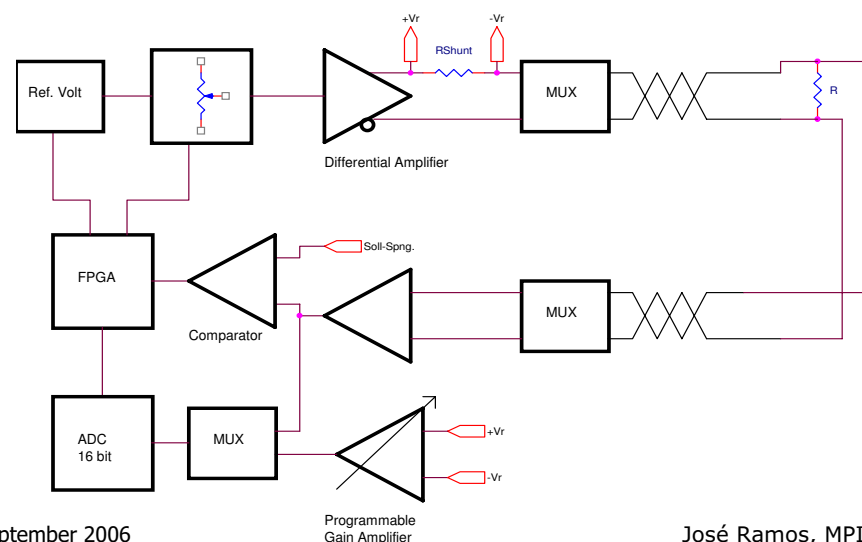 +Vr
-Vr
RShunt
Ref. Volt
MUX
R
Differential Amplifier
Soll-Spng.
FPGA
MUX
Comparator
ADC
16 bit
MUX
+Vr
-Vr
Programmable
Gain Amplifier
ptember 2006
José Ramos, MPI